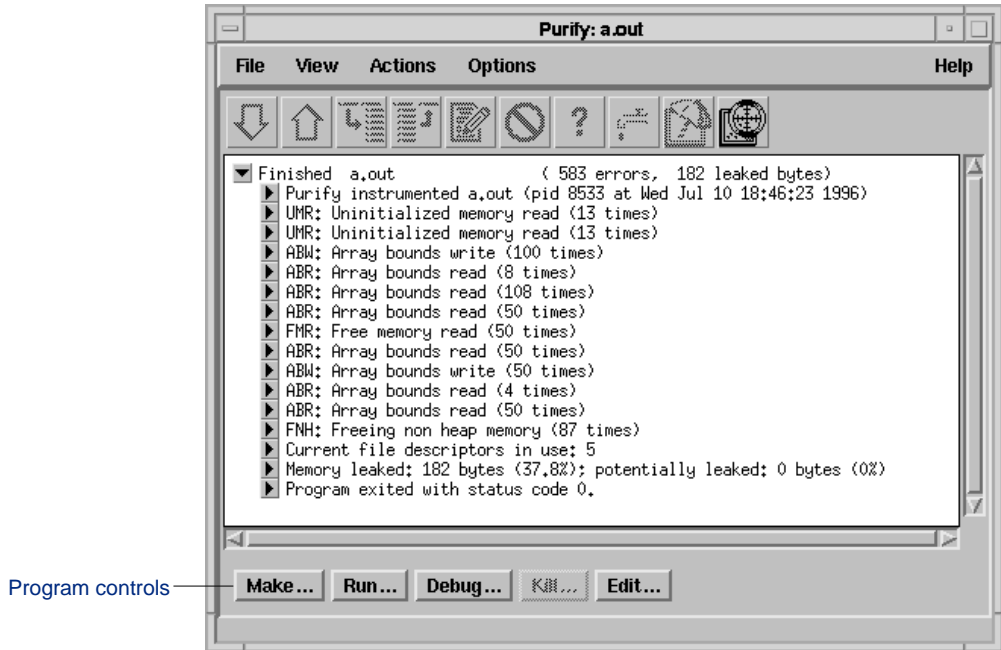 Purify: a.out
File View Actions Options Help
?
Finished a.out ( 583 errors, 182 leaked bytes)
Purify instrumented a.out (pid 8533 at Wed Jul 10 18:46:23 1996)
UMR: Uninitialized memory read (13 times)
UMR: Uninitialized memory read (13 times)
ABW: Array bounds write (100 times)
ABR: Array bounds read (8 times)
ABR: Array bounds read (108 times)
ABR: Array bounds read (50 times)
FMR: Free memory read (50 times)
ABR: Array bounds read (50 times)
ABW: Array bounds write (50 times)
ABR: Array bounds read (4 times)
ABR: Array bounds read (50 times)
FNH: Freeing non heap memory (87 times)
Current file descriptors in use: 5
Memory leaked: 182 bytes (37.8%); potentially leaked: 0 bytes (0%)
Program exited with status code 0.
Program controls
Make... Run... Debug... Kill... Edit...